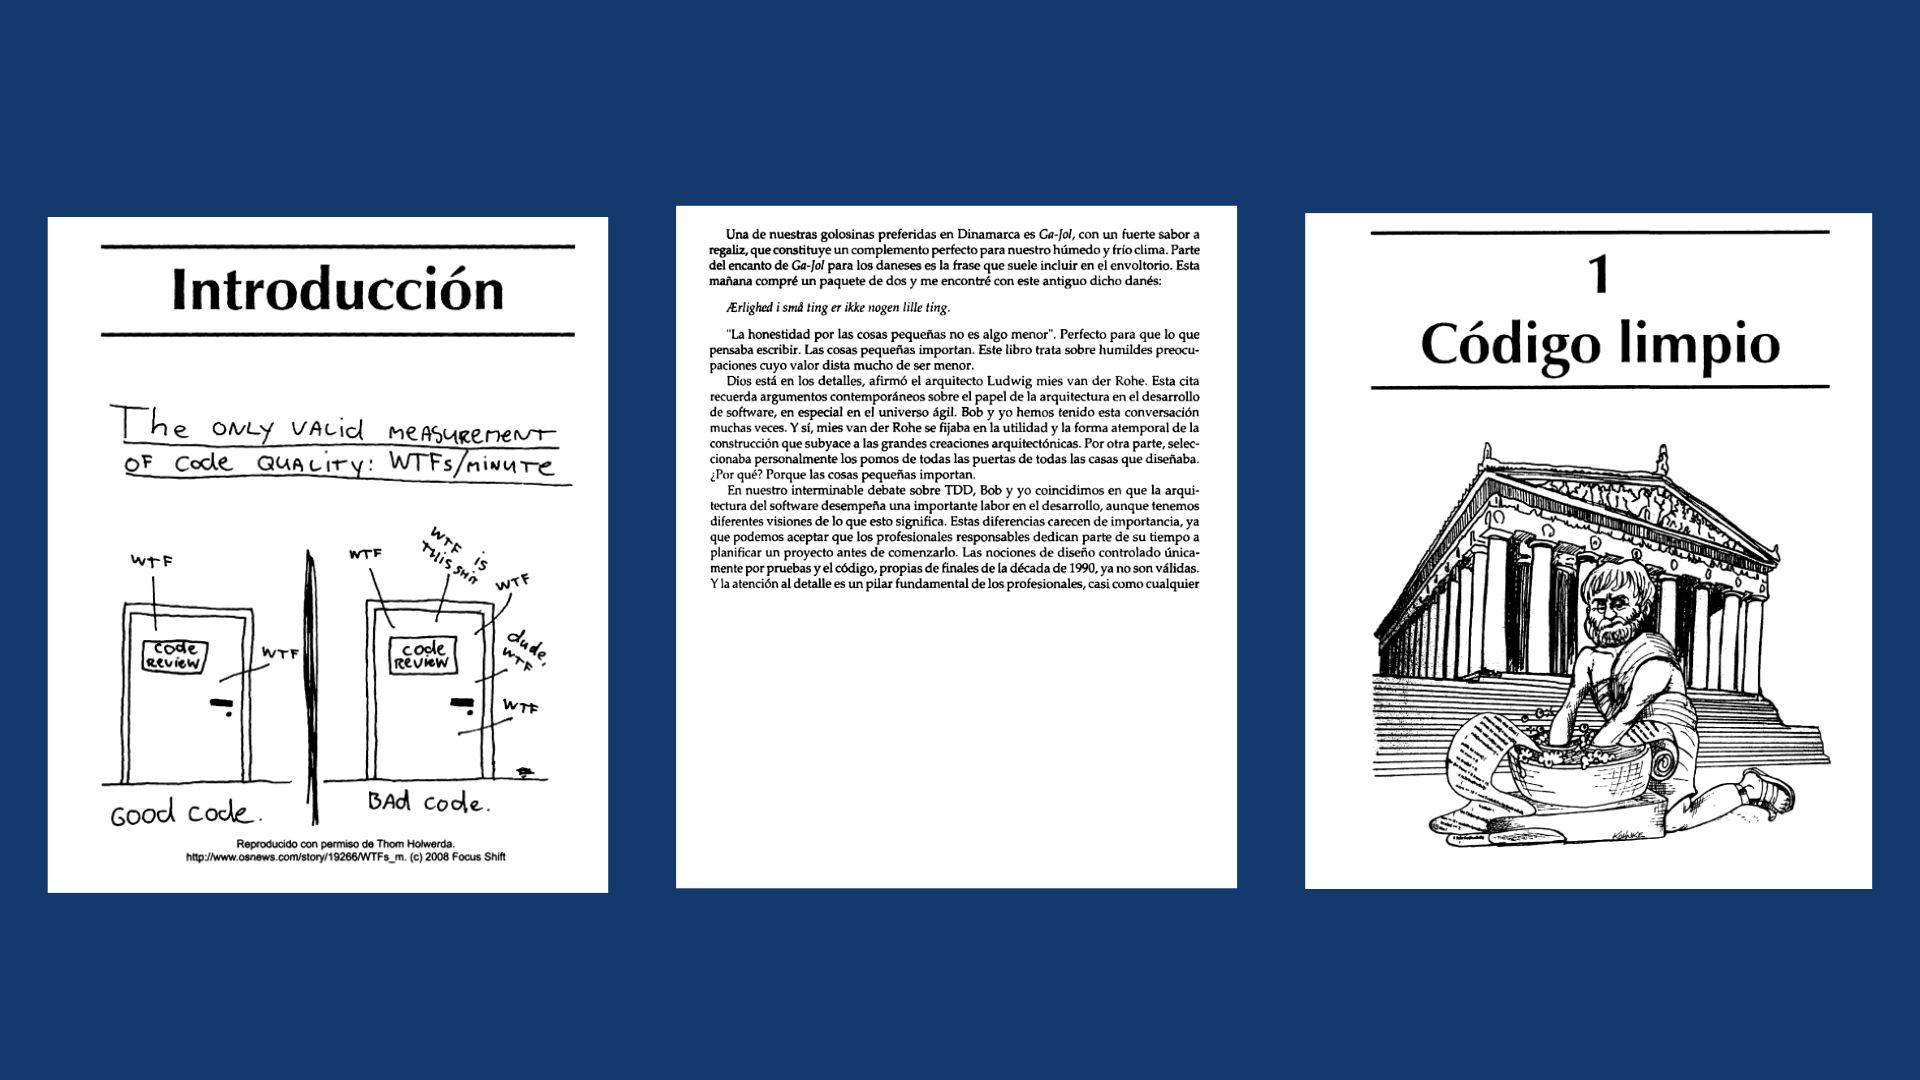 Introducción
The ONLY VALID MEASUREMENT
OF Code QUALITY: WTFs/MINUTE
WTF
WTF
code
REVIEW
GOOD code.
WTF
WTF IS
THIS SHIT
WTF
dude,
WTF
WTF
code
REVIEW
BAD code.
Reproducido con permiso de Thom Holwerda.
http://www.osnews.com/story/19266/WTFs_m. (c) 2008 Focus Shift
Una de nuestras golosinas preferidas en Dinamarca es Ga-Jol, con un fuerte sabor a
regaliz, que constituye un complemento perfecto para nuestro húmedo y frío clima. Parte
del encanto de Ga-Jol para los daneses es la frase que suele incluir en el envoltorio. Esta
mañana compré un paquete de dos y me encontré con este antiguo dicho danés:
Ærlighed i små ting er ikke nogen lille ting.
"La honestidad por las cosas pequeñas no es algo menor". Perfecto para que lo que
pensaba escribir. Las cosas pequeñas importan. Este libro trata sobre humildes preocu-
paciones cuyo valor dista mucho de ser menor.
Dios está en los detalles, afirmó el arquitecto Ludwig mies van der Rohe. Esta cita
recuerda argumentos contemporáneos sobre el papel de la arquitectura en el desarrollo
de software, en especial en el universo ágil. Bob y yo hemos tenido esta conversación
muchas veces. Y sí, mies van der Rohe se fijaba en la utilidad y la forma atemporal de la
construcción que subyace a las grandes creaciones arquitectónicas. Por otra parte, selec-
cionaba personalmente los pomos de todas las puertas de todas las casas que diseñaba.
¿Por qué? Porque las cosas pequeñas importan.
En nuestro interminable debate sobre TDD, Bob y yo coincidimos en que la arqui-
tectura del software desempeña una importante labor en el desarrollo, aunque tenemos
diferentes visiones de lo que esto significa. Estas diferencias carecen de importancia, ya
que podemos aceptar que los profesionales responsables dedican parte de su tiempo a
planificar un proyecto antes de comenzarlo. Las nociones de diseño controlado única-
mente por pruebas y el código, propias de finales de la década de 1990, ya no son válidas.
Y la atención al detalle es un pilar fundamental de los profesionales, casi como cualquier
1
Código limpio
KOHNKE